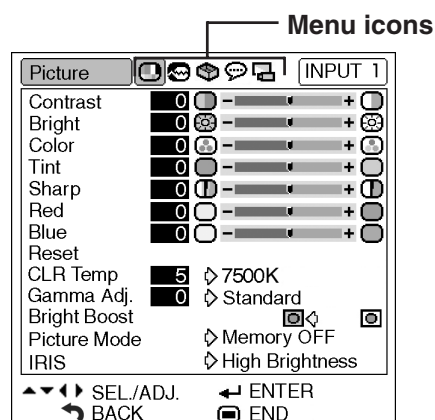 Menu icons
Picture INPUT 1
Contrast 0 - +
Bright 0 - +
Color 0 - +
Tint 0 - +
Sharp 0 - +
Red 0 - +
Blue 0 - +
Reset
CLR Temp 5 7500K
Gamma Adj. 0 Standard
Bright Boost
Picture Mode Memory OFF
IRIS High Brightness
SEL./ADJ. ENTER
BACK END